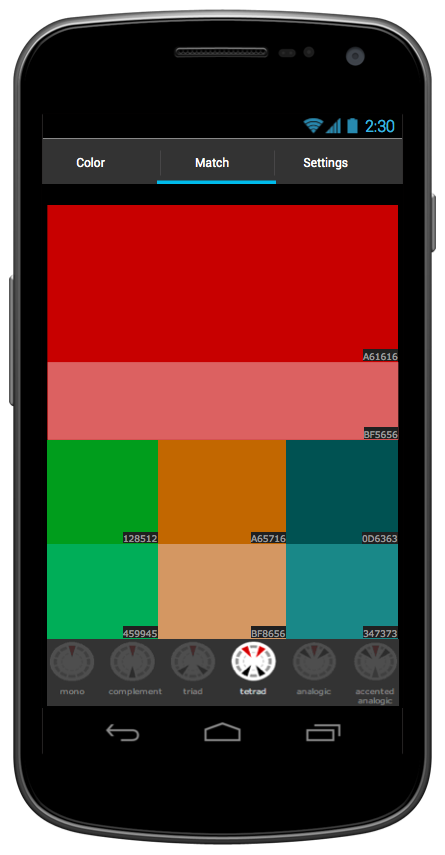 2:30
Color Match Settings
A61616
BF5656
128512 A65716 0D6363
459945 BF8656 347373
mono complement triad tetrad analogic accented
analogic